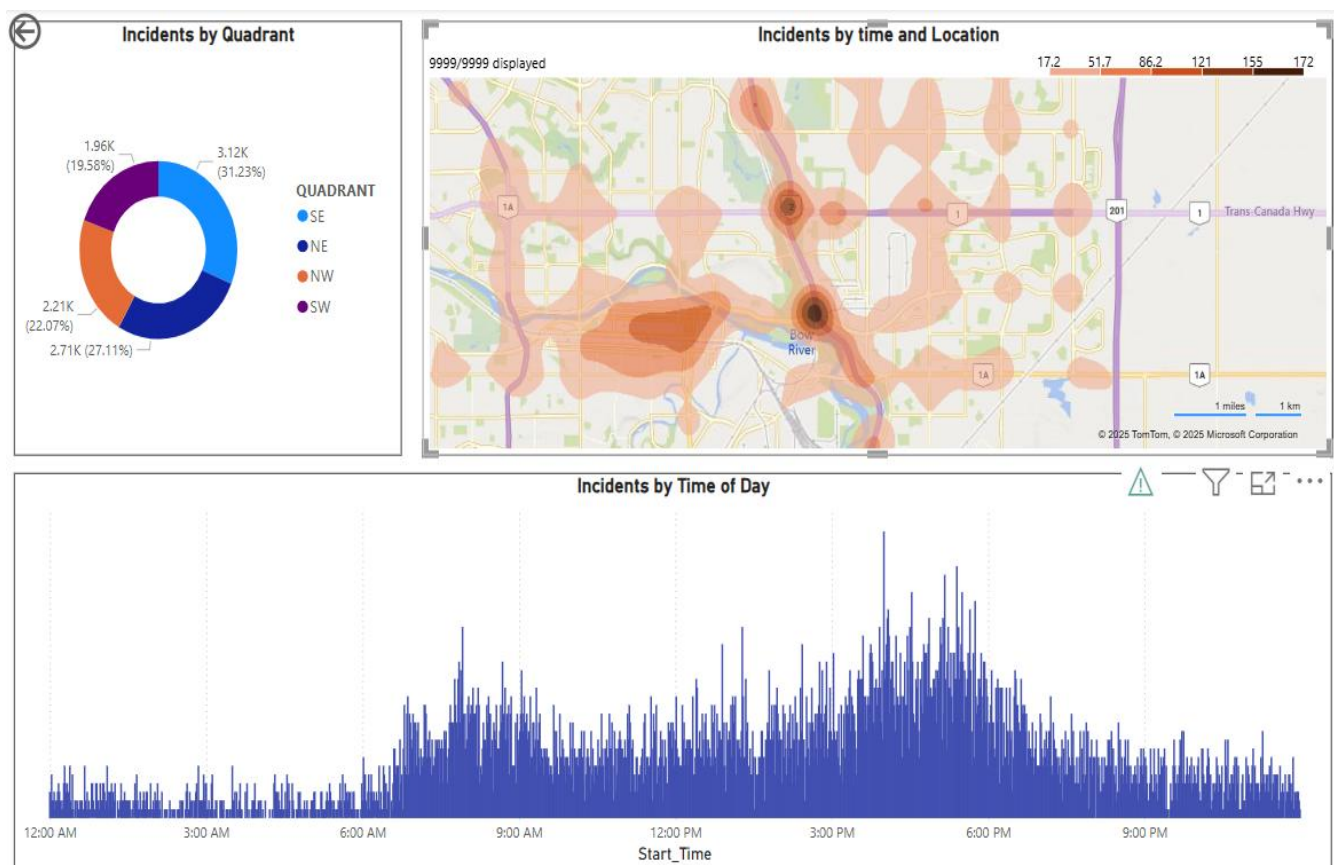 Incidents by Quadrant
1.96K
(19.58%)
3.12K
(31.23%)
2.21K
(22.07%)
2.71K (27.11%)
QUADRANT
SE
NE
NW
SW
Incidents by time and Location
9999/9999 displayed
17.2 51.7 86.2 121 155 172
1A
2
1
201
1
Trans-Canada Hwy
Bow
River
1A
1A
1 miles 1 km
© 2025 TomTom, © 2025 Microsoft Corporation
Incidents by Time of Day
12:00 AM 3:00 AM 6:00 AM 9:00 AM 12:00 PM 3:00 PM 6:00 PM 9:00 PM
Start_Time